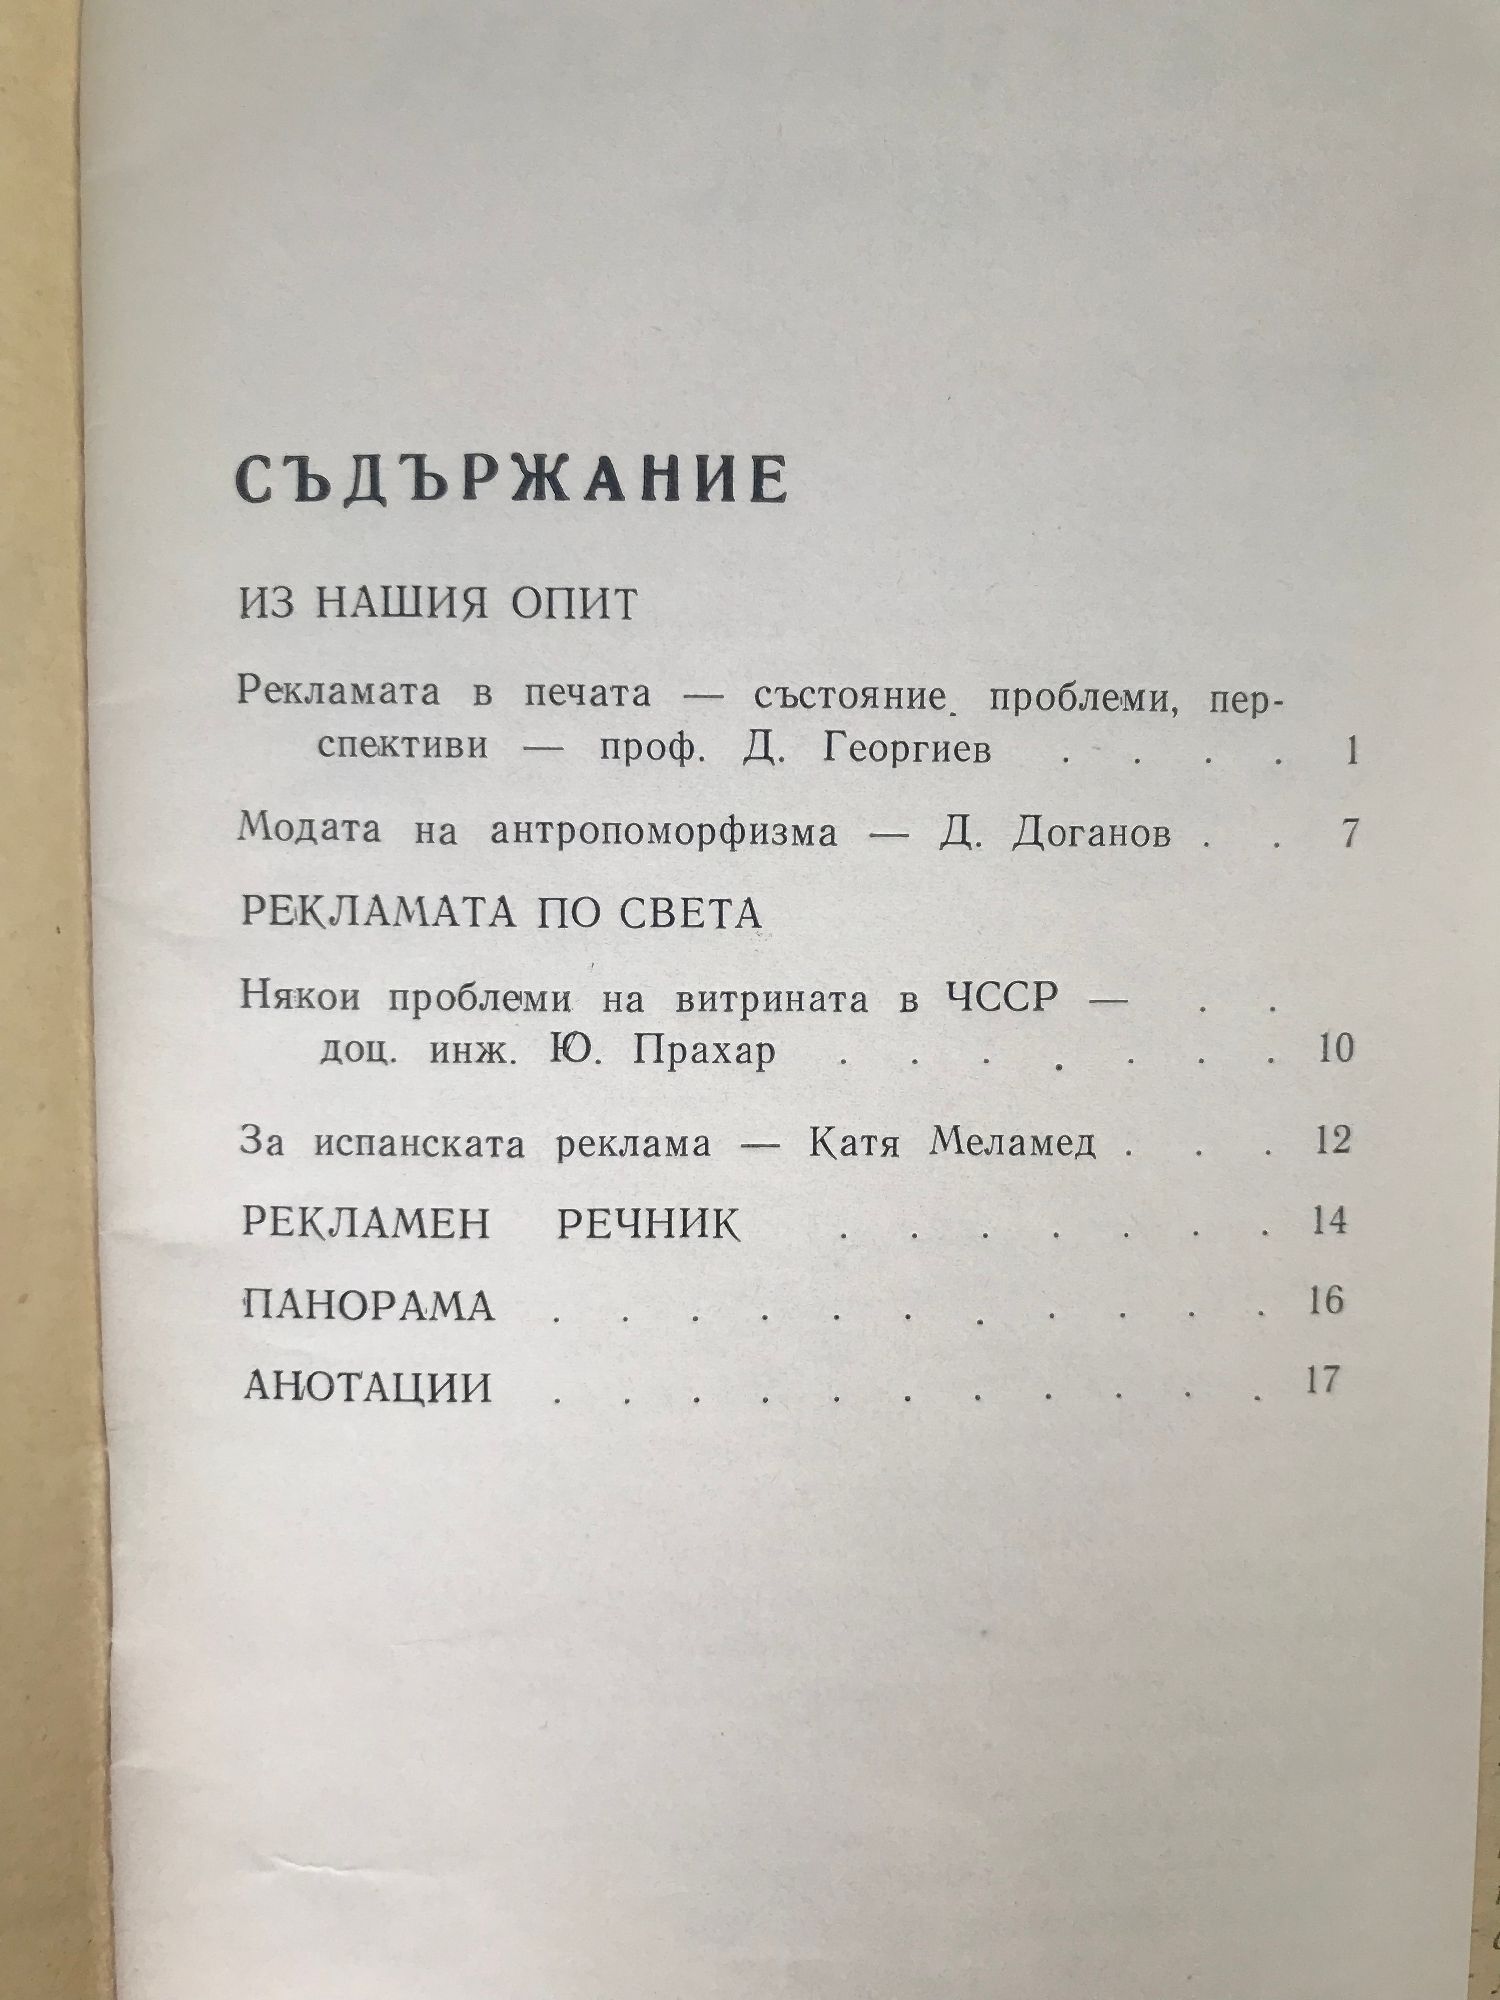 СЪДЪРЖАНИЕ
ИЗ НАШИЯ ОПИТ
Рекламата в печата — състояние. проблеми, пер-
спективи — проф. Д. Георгиев . . . . 1
Модата на антропоморфизма — Д. Доганов . . 7
РЕКЛАМАТА ПО СВЕТА
Някои проблеми на витрината в ЧССР — . .
доц. инж. Ю. Прахар . . . . . . . 10
За испанската реклама — Катя Меламед . . . 12
РЕКЛАМЕН РЕЧНИК . . . . . . . 14
ПАНОРАМА . . . . . . . . . . . 16
АНОТАЦИИ . . . . . . . . . . . 17